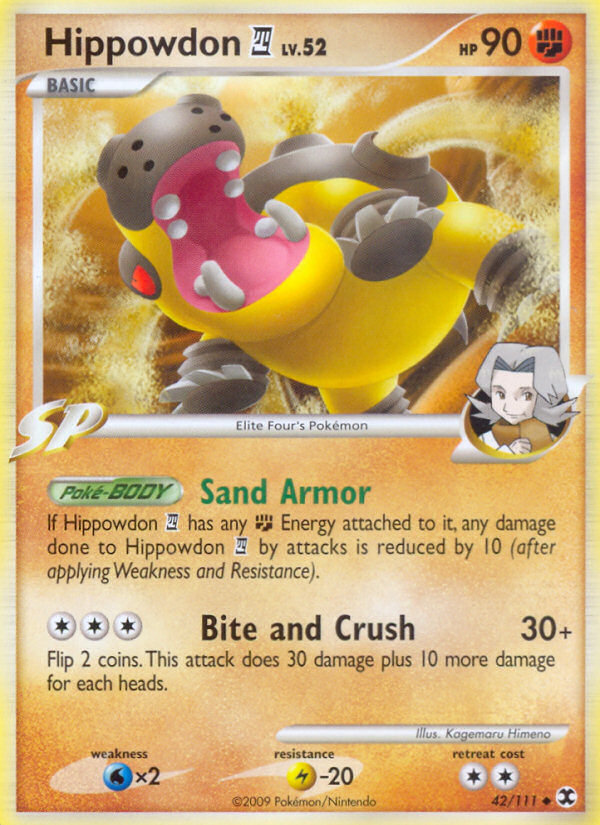 Hippowdon LV.52
HP 90
BASIC
SP
Elite Four's Pokémon
Poké-BODY Sand Armor
If Hippowdon has any Energy attached to it, any damage
done to Hippowdon by attacks is reduced by 10 (after
applying Weakness and Resistance).
Bite and Crush 30+
Flip 2 coins. This attack does 30 damage plus 10 more damage
for each heads.
Illus. Kagemaru Himeno
weakness resistance retreat cost
×2 -20
©2009 Pokémon/Nintendo 42/111